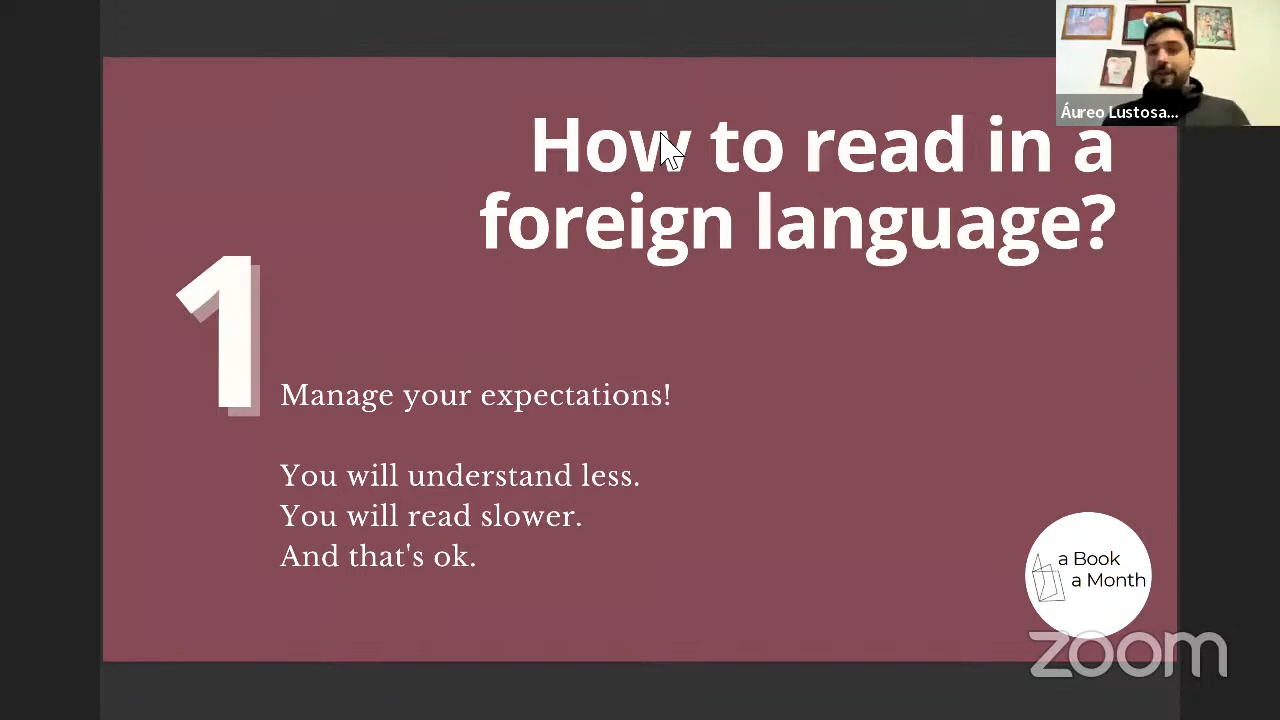 Áureo Lustosa...
How to read in a
foreign language?
1
Manage your expectations!
You will understand less.
You will read slower.
And that's ok.
a Book
a Month
zoom